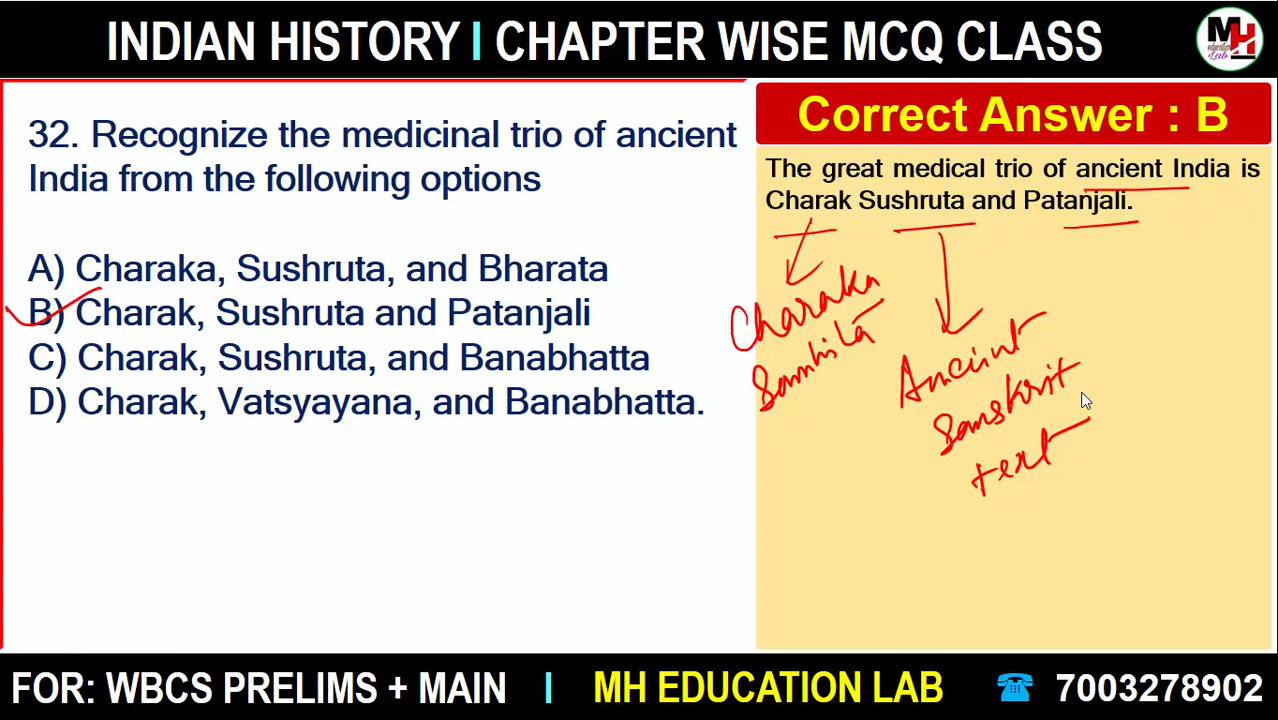 INDIAN HISTORY I CHAPTER WISE MCQ CLASS
MH
education
Lab
32. Recognize the medicinal trio of ancient
India from the following options
A) Charaka, Sushruta, and Bharata
B) Charak, Sushruta and Patanjali
C) Charak, Sushruta, and Banabhatta
D) Charak, Vatsyayana, and Banabhatta.
Correct Answer : B
The great medical trio of ancient India is
Charak Sushruta and Patanjali.
Charaka
Samhita
Ancient
Sanskrit
text
FOR: WBCS PRELIMS + MAIN I MH EDUCATION LAB ☎ 7003278902